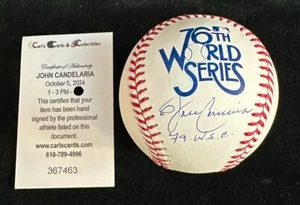 Carl's Cards & Collectibles
Certificate of Authenticity
JOHN CANDELARIA
October 5, 2024
1 - 3 PM -
This certifies that your
item has been hand
signed by the professional
athlete listed on this
document.
www.carlscards.com
610-789-4996
367463
76TH
WORLD
SERIES
John Candelaria
79 W.S.C.